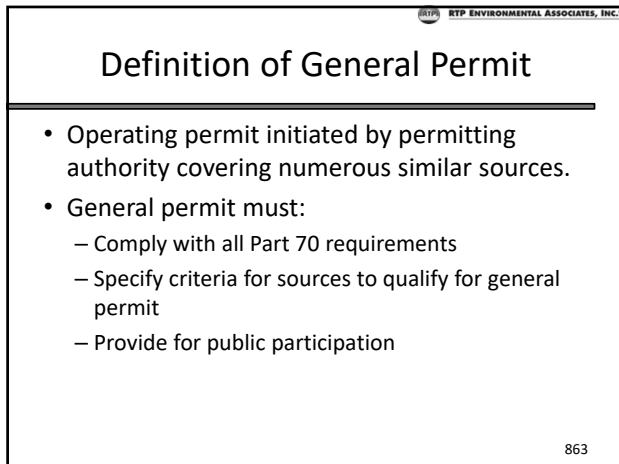 RTP ENVIRONMENTAL ASSOCIATES, INC.
Definition of General Permit
• Operating permit initiated by permitting
authority covering numerous similar sources.
• General permit must:
– Comply with all Part 70 requirements
– Specify criteria for sources to qualify for general
permit
– Provide for public participation
863